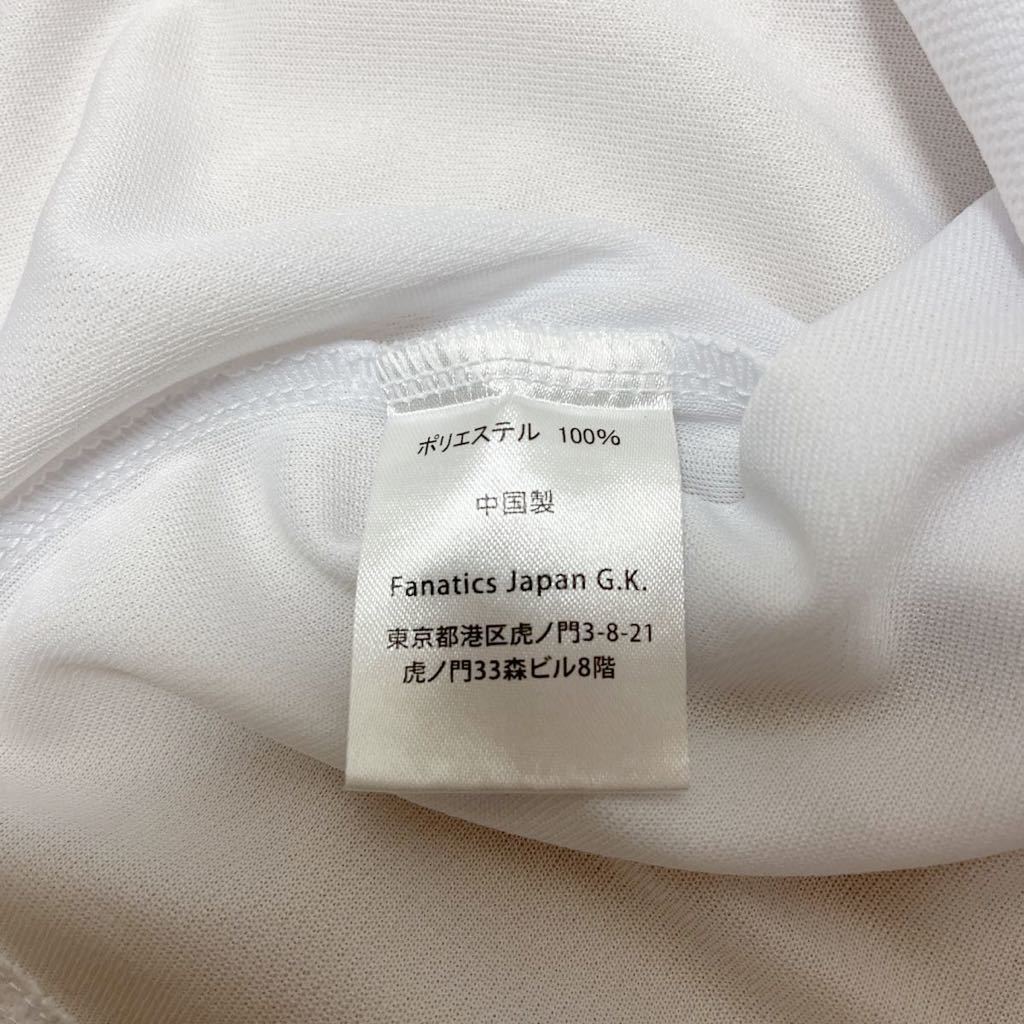 ポリエステル 100%
中国製
Fanatics Japan G.K.
東京都港区虎ノ門3-8-21
虎ノ門33森ビル8階